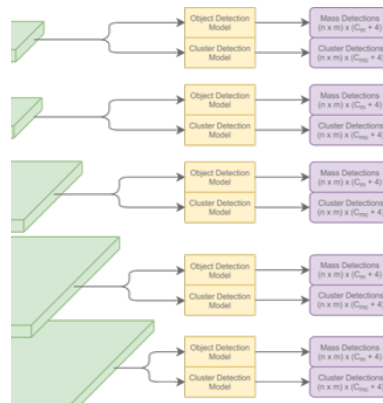 Object Detection
Model
Mass Detections
(n x m) x (Cm + 4)
Cluster Detection
Model
Cluster Detections
(n x m) x (Cmc + 4)
Object Detection
Model
Mass Detections
(n x m) x (Cm + 4)
Cluster Detection
Model
Cluster Detections
(n x m) x (Cmc + 4)
Object Detection
Model
Mass Detections
(n x m) x (Cm + 4)
Cluster Detection
Model
Cluster Detections
(n x m) x (Cmc + 4)
Object Detection
Model
Mass Detections
(n x m) x (Cm + 4)
Cluster Detection
Model
Cluster Detections
(n x m) x (Cmc + 4)
Object Detection
Model
Mass Detections
(n x m) x (Cm + 4)
Cluster Detection
Model
Cluster Detections
(n x m) x (Cmc + 4)